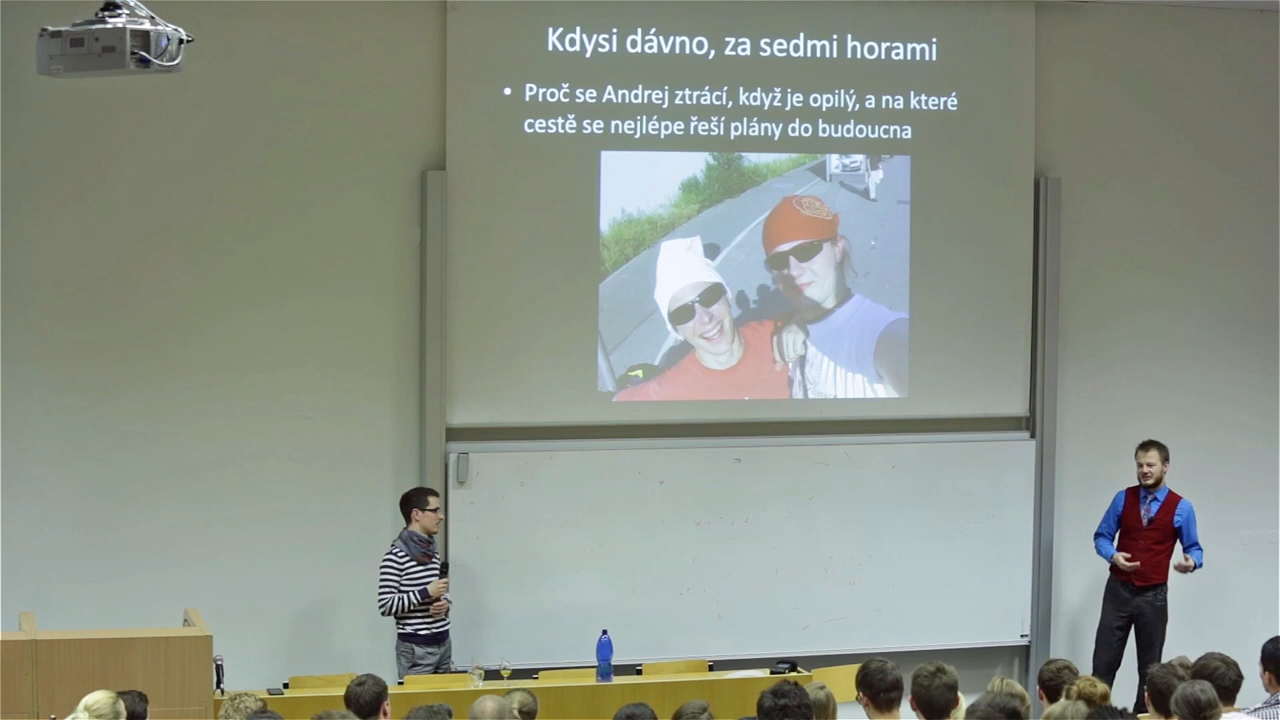 Kdysi dávno, za sedmi horami
• Proč se Andrej ztrácí, když je opilý, a na které
cestě se nejlépe řeší plány do budoucna